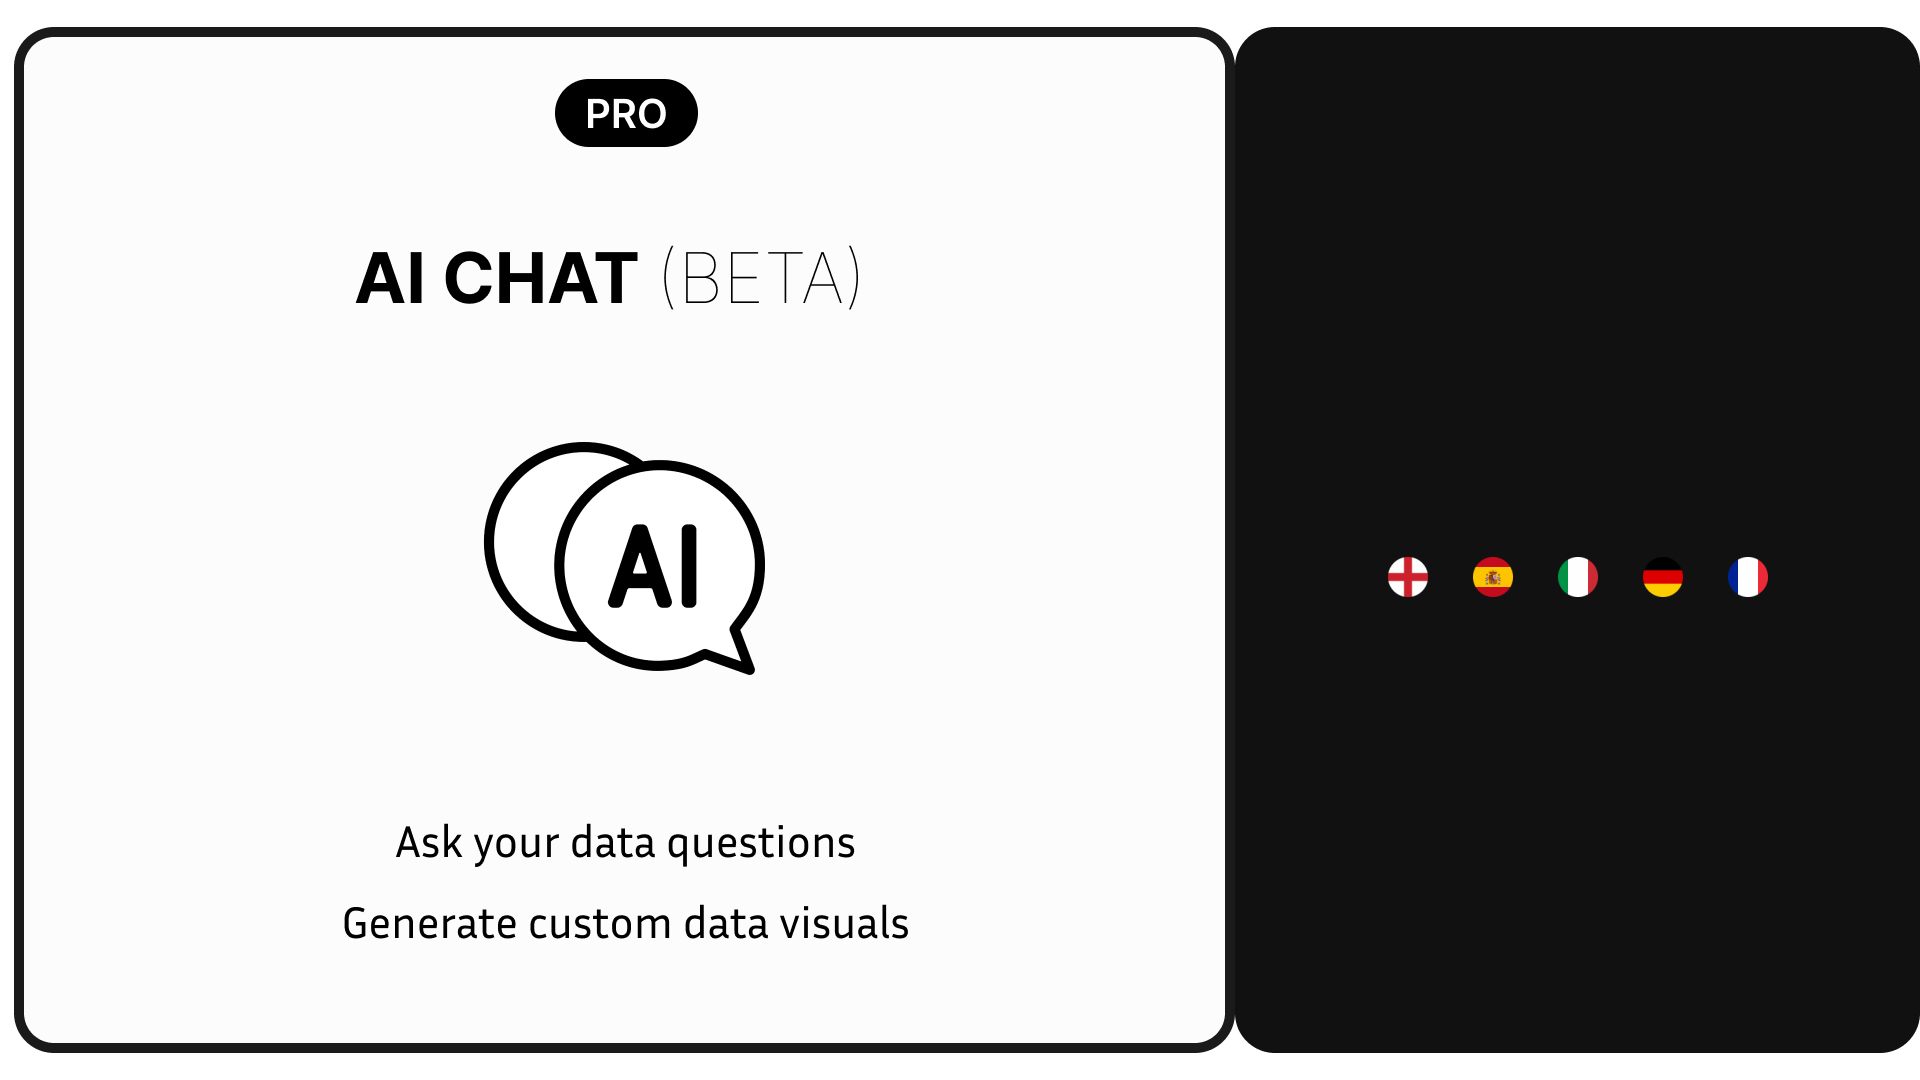 PRO
AI CHAT (BETA)
AI
Ask your data questions
Generate custom data visuals